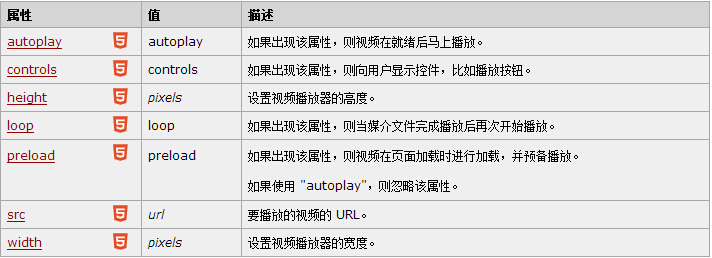 属性 值 描述
autoplay 5 autoplay 如果出现该属性，则视频在就绪后马上播放。
controls 5 controls 如果出现该属性，则向用户显示控件，比如播放按钮。
height 5 pixels 设置视频播放器的高度。
loop 5 loop 如果出现该属性，则当媒介文件完成播放后再次开始播放。
preload 5 preload 如果出现该属性，则视频在页面加载时进行加载，并预备播放。
如果使用 "autoplay"，则忽略该属性。
src 5 url 要播放的视频的 URL。
width 5 pixels 设置视频播放器的宽度。